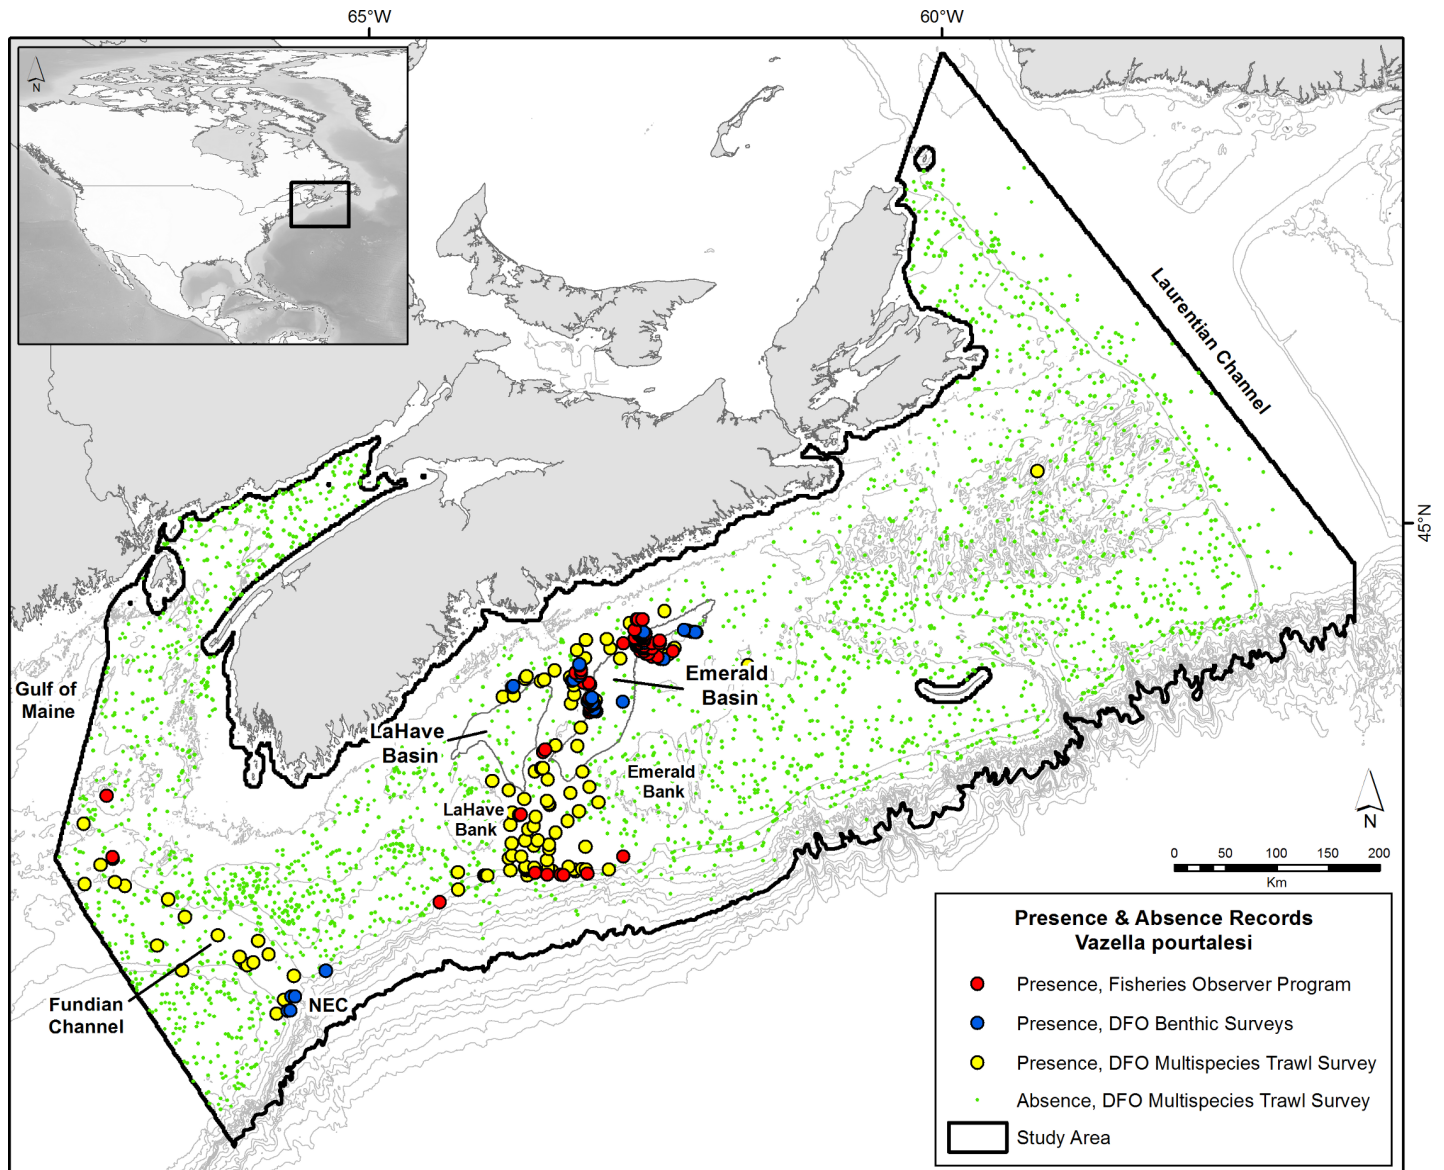 65°W
60°W
N
Laurentian Channel
45°N
Gulf of
Maine
Emerald
Basin
LaHave
Basin
Emerald
Bank
LaHave
Bank
N
0 50 100 150 200
Km
Fundian
Channel
NEC
Presence & Absence Records
Vazella pourtalesi
Presence, Fisheries Observer Program
Presence, DFO Benthic Surveys
Presence, DFO Multispecies Trawl Survey
Absence, DFO Multispecies Trawl Survey
Study Area